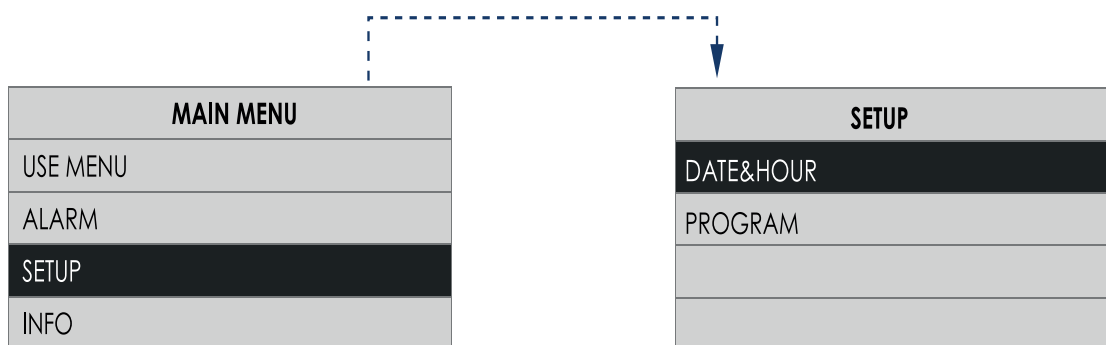 MAIN MENU
USE MENU
ALARM
SETUP
INFO
SETUP
DATE&HOUR
PROGRAM